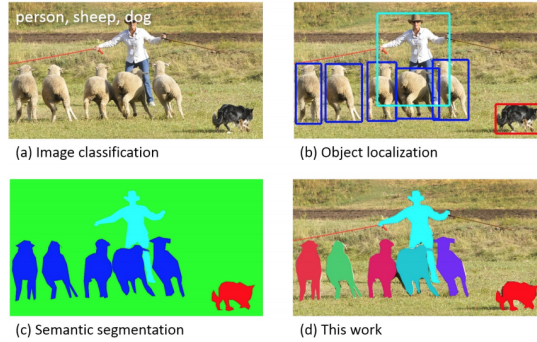 person, sheep, dog
(a) Image classification
(b) Object localization
(c) Semantic segmentation
(d) This work